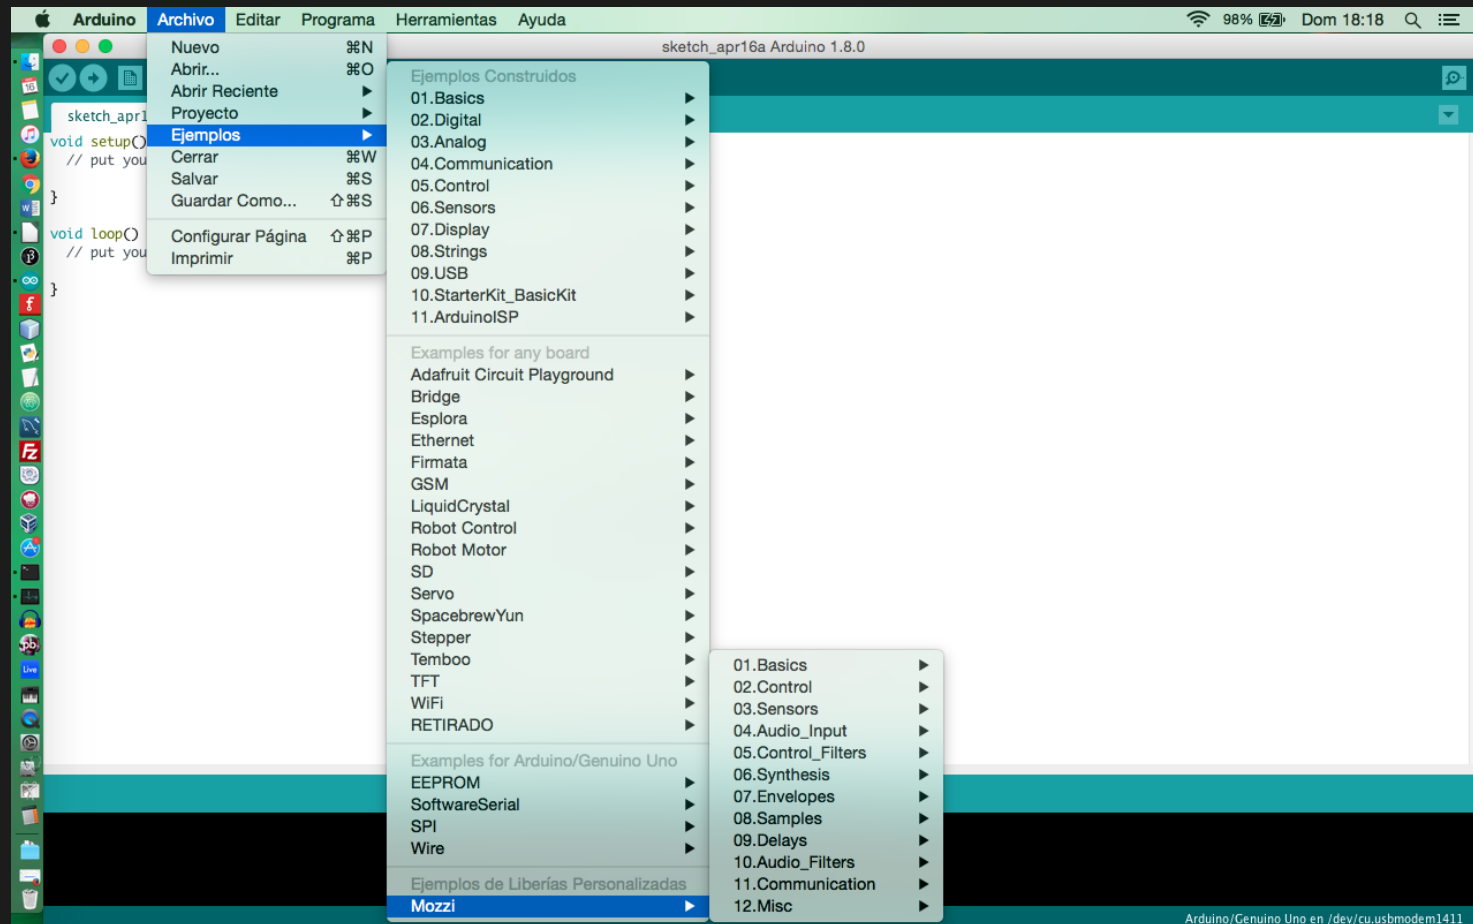 Arduino Archivo Editar Programa Herramientas Ayuda 98% Dom 18:18
sketch_apr16a Arduino 1.8.0
Nuevo ⌘N
Abrir... ⌘O
Abrir Reciente
Proyecto
Ejemplos
Cerrar ⌘W
Salvar ⌘S
Guardar Como... ⇧⌘S
Configurar Página ⇧⌘P
Imprimir ⌘P
sketch_apr1
void setup()
// put you
}
void loop()
// put you
}
Ejemplos Construidos
01.Basics
02.Digital
03.Analog
04.Communication
05.Control
06.Sensors
07.Display
08.Strings
09.USB
10.StarterKit_BasicKit
11.ArduinoISP
Examples for any board
Adafruit Circuit Playground
Bridge
Esplora
Ethernet
Firmata
GSM
LiquidCrystal
Robot Control
Robot Motor
SD
Servo
SpacebrewYun
Stepper
Temboo
TFT
WiFi
RETIRADO
Examples for Arduino/Genuino Uno
EEPROM
SoftwareSerial
SPI
Wire
Ejemplos de Liberías Personalizadas
Mozzi
01.Basics
02.Control
03.Sensors
04.Audio_Input
05.Control_Filters
06.Synthesis
07.Envelopes
08.Samples
09.Delays
10.Audio_Filters
11.Communication
12.Misc
16
W
f
Fz
pb
Live
Arduino/Genuino Uno en /dev/cu.usbmodem1411